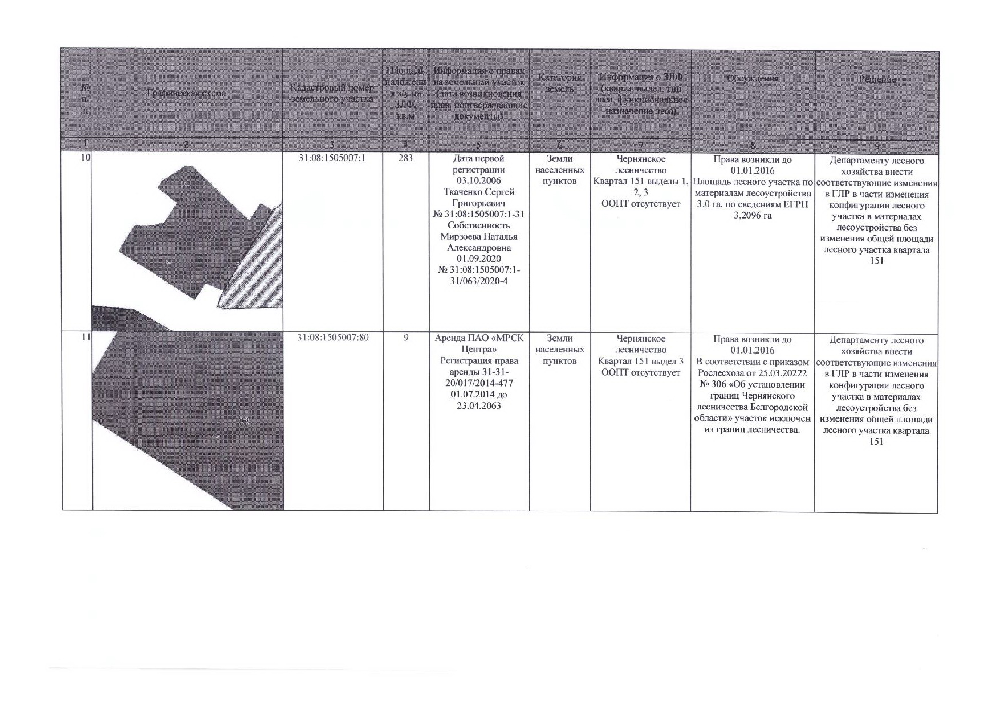 №
п/
п
Графическая схема
Кадастровый номер
земельного участка
Площадь
наложени
я з/у на
ЗЛФ,
кв.м
Информация о правах
на земельный участок
(дата возникновения
прав, подтверждающие
документы)
Категория
земель
Информация о ЗЛФ
(кварта, выдел, тип
леса, функциональное
назначение леса)
Обсуждения
Решение
1
2
3
4
5
6
7
8
9
10
31:08:1505007:1
283
Дата первой
регистрации
03.10.2006
Ткаченко Сергей
Григорьевич
№ 31:08:1505007:1-31
Собственность
Мирзоева Наталья
Александровна
01.09.2020
№ 31:08:1505007:1-
31/063/2020-4
Земли
населенных
пунктов
Чернянское
лесничество
Квартал 151 выделы 1,
2, 3
ООПТ отсутствует
Права возникли до
01.01.2016
Площадь лесного участка по
материалам лесоустройства
3,0 га, по сведениям ЕГРН
3,2096 га
Департаменту лесного
хозяйства внести
соответствующие изменения
в ГЛР в части изменения
конфигурации лесного
участка в материалах
лесоустройства без
изменения общей площади
лесного участка квартала
151
11
31:08:1505007:80
9
Аренда ПАО «МРСК
Центра»
Регистрация права
аренды 31-31-
20/017/2014-477
01.07.2014 до
23.04.2063
Земли
населенных
пунктов
Чернянское
лесничество
Квартал 151 выдел 3
ООПТ отсутствует
Права возникли до
01.01.2016
В соответствии с приказом
Рослесхоза от 25.03.20222
№ 306 «Об установлении
границ Чернянского
лесничества Белгородской
области» участок исключен
из границ лесничества.
Департаменту лесного
хозяйства внести
соответствующие изменения
в ГЛР в части изменения
конфигурации лесного
участка в материалах
лесоустройства без
изменения общей площади
лесного участка квартала
151